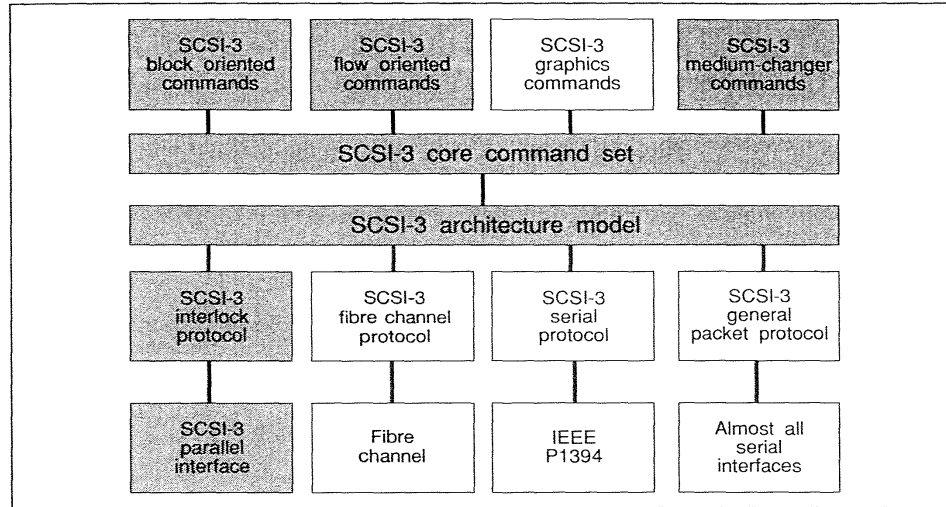 SCSI-3
block oriented
commands
SCSI-3
flow oriented
commands
SCSI-3
graphics
commands
SCSI-3
medium-changer
commands
SCSI-3 core command set
SCSI-3 architecture model
SCSI-3
interlock
protocol
SCSI-3
fibre channel
protocol
SCSI-3
serial
protocol
SCSI-3
general
packet protocol
SCSI-3
parallel
interface
Fibre
channel
IEEE
P1394
Almost all
serial
interfaces